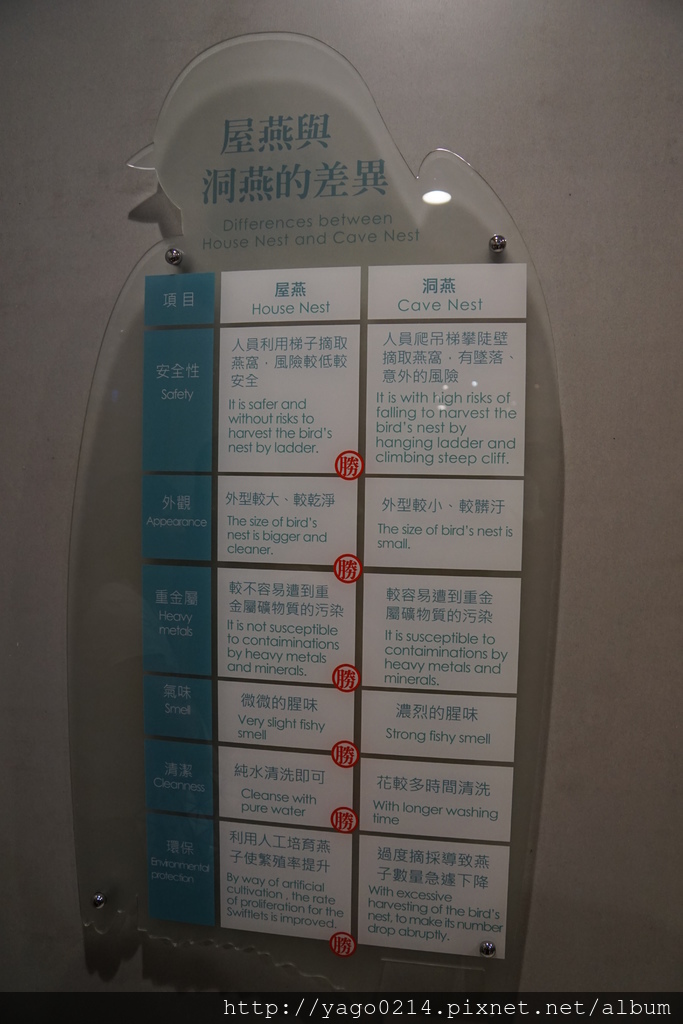 屋燕與
洞燕的差異
Differences between
House Nest and Cave Nest
項目
屋燕
House Nest
洞燕
Cave Nest
安全性
Safety
人員利用梯子摘取
燕窩，風險較低較
安全
It is safer and
without risks to
harvest the bird's
nest by ladder.
勝
人員爬吊梯攀陡壁
摘取燕窩，有墜落、
意外的風險
It is with high risks of
falling to harvest the
bird's nest by
hanging ladder and
climbing steep cliff.
外觀
Appearance
外型較大、較乾淨
The size of bird's
nest is bigger and
cleaner.
勝
外型較小、較髒汙
The size of bird's nest is
small.
重金屬
Heavy
metals
較不容易遭到重
金屬礦物質的污染
It is not susceptible
to contaiminations
by heavy metals
and minerals.
勝
較容易遭到重金
屬礦物質的污染
It is susceptible to
contaiminations by
heavy metals and
minerals.
氣味
Smell
微微的腥味
Very slight fishy
smell
勝
濃烈的腥味
Strong fishy smell
清潔
Cleanness
純水清洗即可
Cleanse with
pure water
勝
花較多時間清洗
With longer washing
time
環保
Environmental
protection
利用人工培育燕
子使繁殖率提升
By way of artificial
cultivation , the rate
of proliferation for the
Swiftlets is improved.
勝
過度摘採導致燕
子數量急遽下降
With excessive
harvesting of the bird's
nest, to make its number
drop abruptly.
http://yago0214.pixnet.net/album